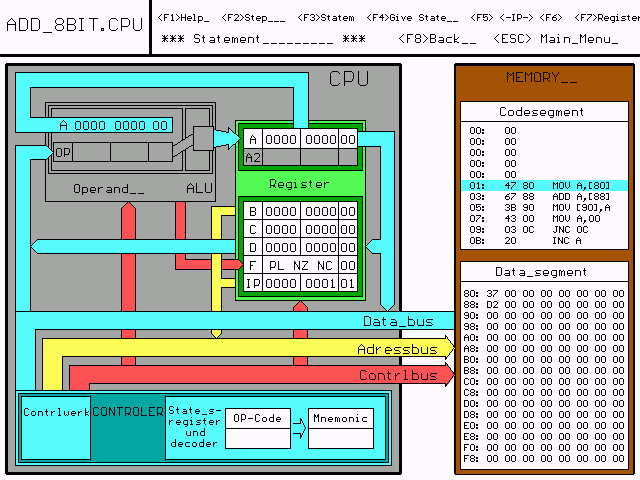 ADD_8BIT.CPU
<F1>Help_ <F2>Step___ <F3>Statem <F4>Give State__ <F5> <-IP-> <F6> <F7>Register
*** Statement_________ *** <F8>Back__ <ESC> Main_Menu_
CPU
A 0000 0000 00
OP
Operand__ ALU
A 0000 0000 00
A2
Register
B 0000 0000 00
C 0000 0000 00
D 0000 0000 00
F PL NZ NC 00
IP 0000 0001 01
Data_bus
Adressbus
Contrlbus
Contrlwerk
CONTROLER
State_s-
register
und
decoder
OP-Code
Mnemonic
MEMORY__
Codesegment
00: 00
00: 00
00: 00
00: 00
00: 00
01: 47 80 MOV A,[80]
03: 67 88 ADD A,[88]
05: 3B 90 MOV [90],A
07: 43 00 MOV A,00
09: 03 0C JNC 0C
0B: 20 INC A
Data_segment
80: 37 00 00 00 00 00 00 00
88: D2 00 00 00 00 00 00 00
90: 00 00 00 00 00 00 00 00
98: 00 00 00 00 00 00 00 00
A0: 00 00 00 00 00 00 00 00
A8: 00 00 00 00 00 00 00 00
B0: 00 00 00 00 00 00 00 00
B8: 00 00 00 00 00 00 00 00
C0: 00 00 00 00 00 00 00 00
C8: 00 00 00 00 00 00 00 00
D0: 00 00 00 00 00 00 00 00
D8: 00 00 00 00 00 00 00 00
E0: 00 00 00 00 00 00 00 00
E8: 00 00 00 00 00 00 00 00
F0: 00 00 00 00 00 00 00 00
F8: 00 00 00 00 00 00 00 00